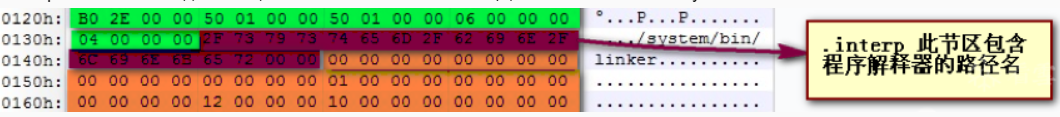 0120h: B0 2E 00 00 50 01 00 00 50 01 00 00 06 00 00 00 °...P...P.......
0130h: 04 00 00 00 2F 73 79 73 74 65 6D 2F 62 69 6E 2F ..../system/bin/
0140h: 6C 69 6E 6B 65 72 00 00 00 00 00 00 00 00 00 00 linker..........
0150h: 00 00 00 00 00 00 00 00 01 00 00 00 00 00 00 00 ................
0160h: 00 00 00 00 12 00 00 00 10 00 00 00 00 00 00 00 ................
.interp 此节区包含
程序解释器的路径名